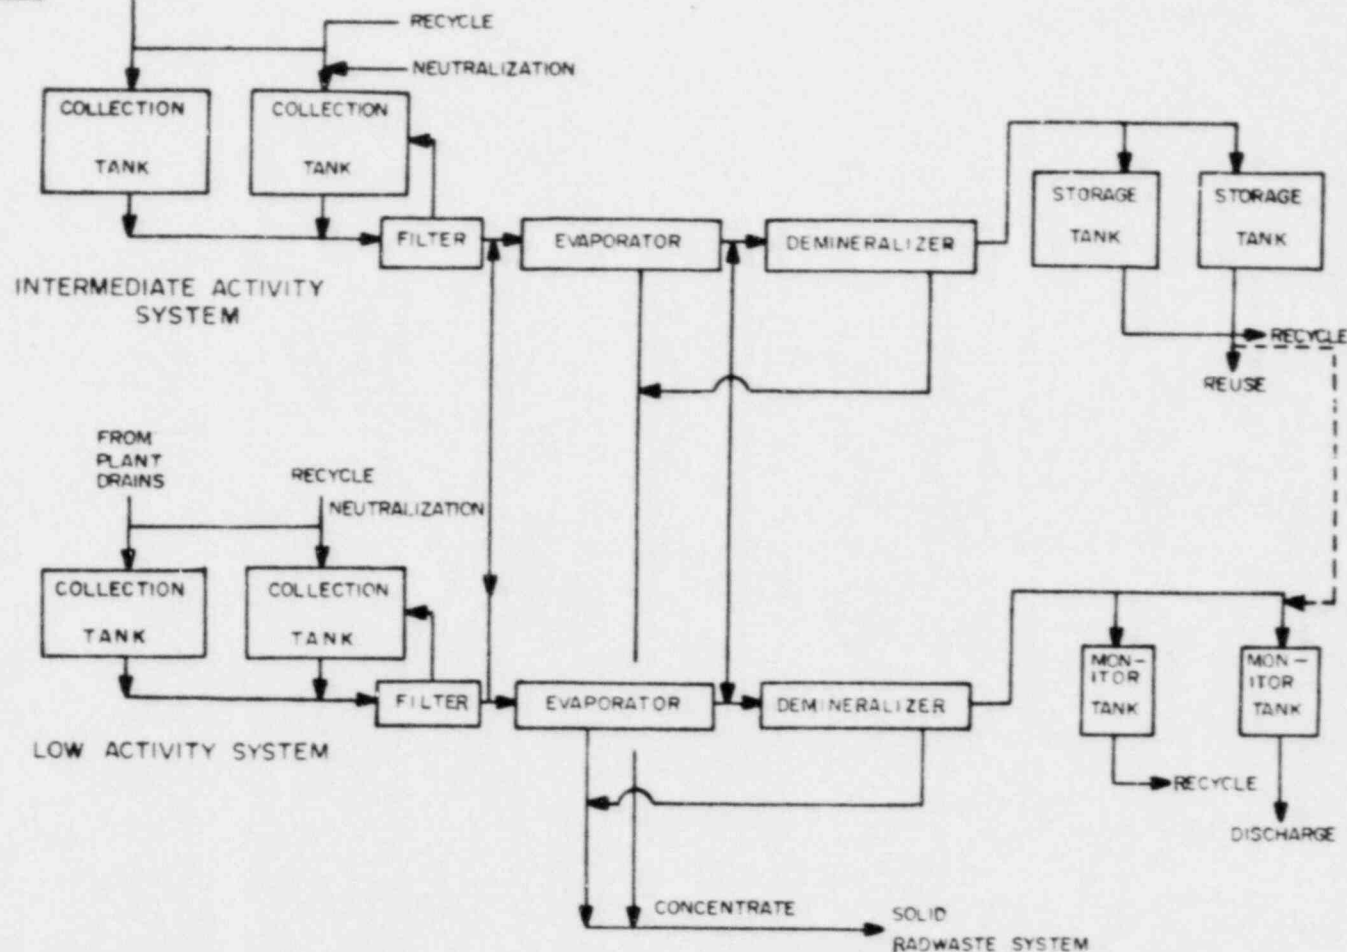 RECYCLE
NEUTRALIZATION
COLLECTION
TANK
COLLECTION
TANK
FILTER
EVAPORATOR
DEMINERALIZER
STORAGE
TANK
STORAGE
TANK
INTERMEDIATE ACTIVITY
SYSTEM
RECYCLE
REUSE
FROM
PLANT
DRAINS
RECYCLE
NEUTRALIZATION
COLLECTION
TANK
COLLECTION
TANK
FILTER
EVAPORATOR
DEMINERALIZER
MON-
ITOR
TANK
MON-
ITOR
TANK
LOW ACTIVITY SYSTEM
RECYCLE
DISCHARGE
CONCENTRATE
SOLID
RADWASTE SYSTEM